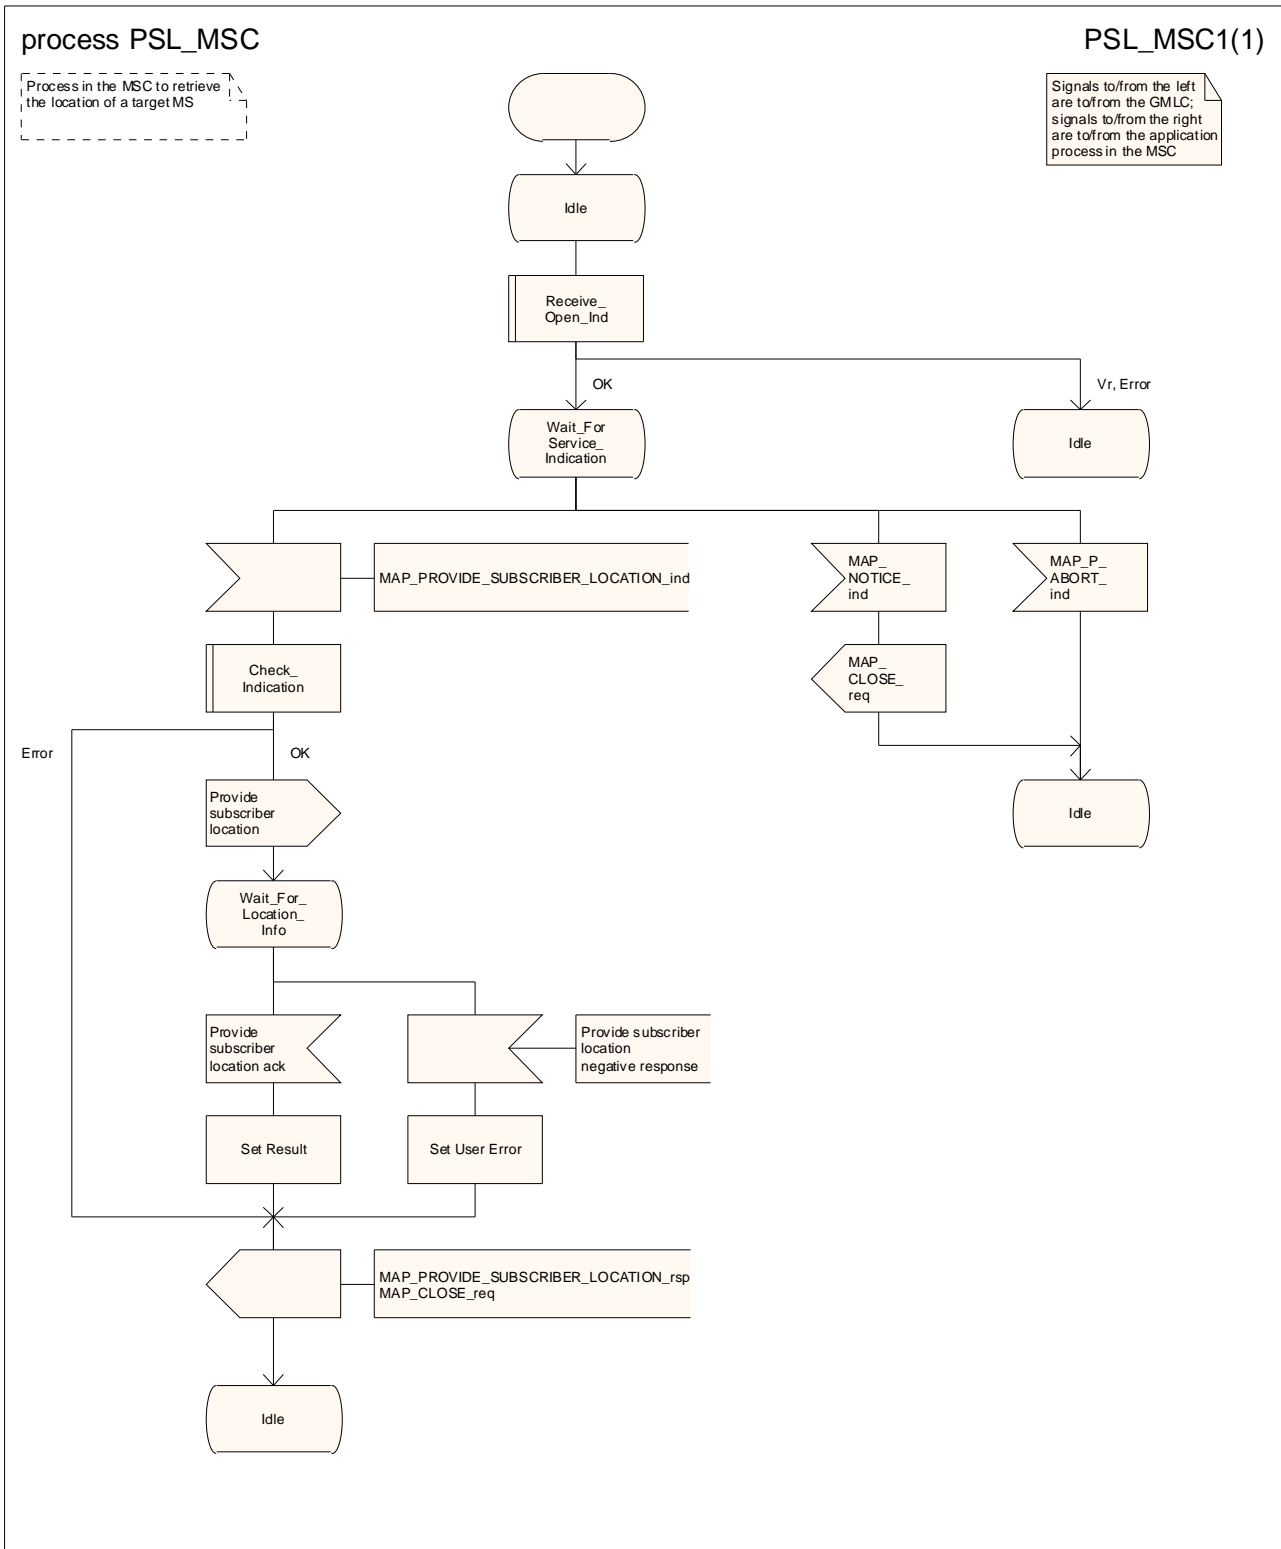 process PSL_MSC
PSL_MSC1(1)
Process in the MSC to retrieve
the location of a target MS
Signals to/from the left
are to/from the GMLC;
signals to/from the right
are to/from the application
process in the MSC
Idle
Receive_
Open_Ind
OK
Vr, Error
Wait_For
Service_
Indication
Idle
MAP_PROVIDE_SUBSCRIBER_LOCATION_ind
MAP_
NOTICE_
ind
MAP_P_
ABORT_
ind
Check_
Indication
MAP_
CLOSE_
req
Error
OK
Provide
subscriber
location
Idle
Wait_For_
Location_
Info
Provide
subscriber
location ack
Provide subscriber
location
negative response
Set Result
Set User Error
MAP_PROVIDE_SUBSCRIBER_LOCATION_rsp
MAP_CLOSE_req
Idle